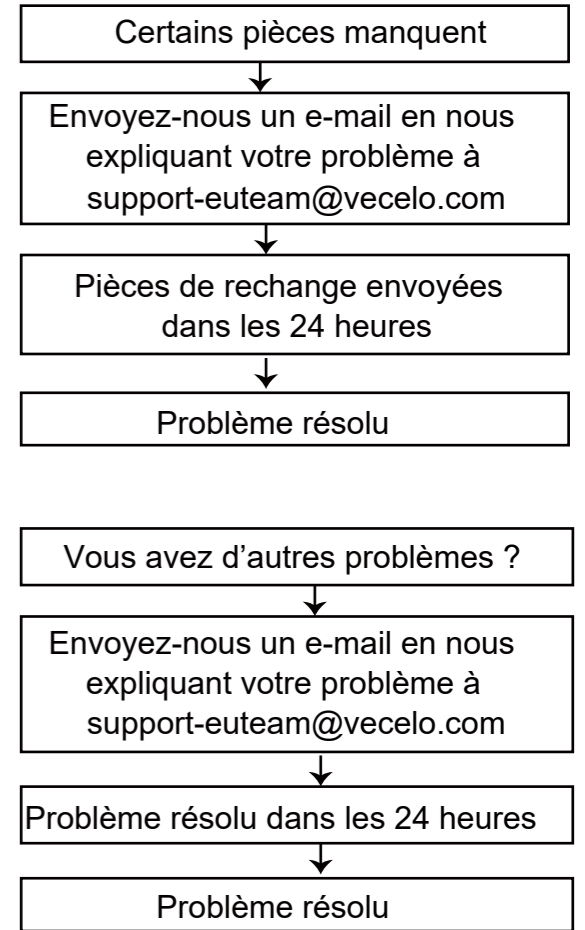 Certains pièces manquent
Envoyez-nous un e-mail en nous
expliquant votre problème à
support-euteam@vecelo.com
Pièces de rechange envoyées
dans les 24 heures
Problème résolu
Vous avez d’autres problèmes ?
Envoyez-nous un e-mail en nous
expliquant votre problème à
support-euteam@vecelo.com
Problème résolu dans les 24 heures
Problème résolu